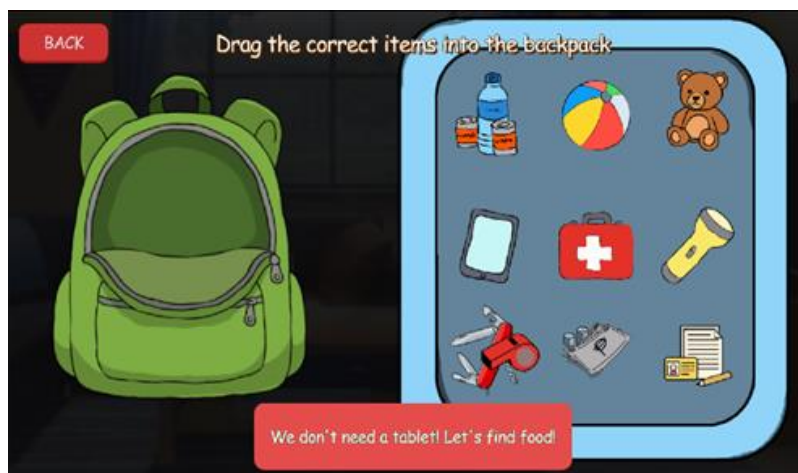 BACK
Drag the correct items into the backpack
We don't need a tablet! Let's find food!